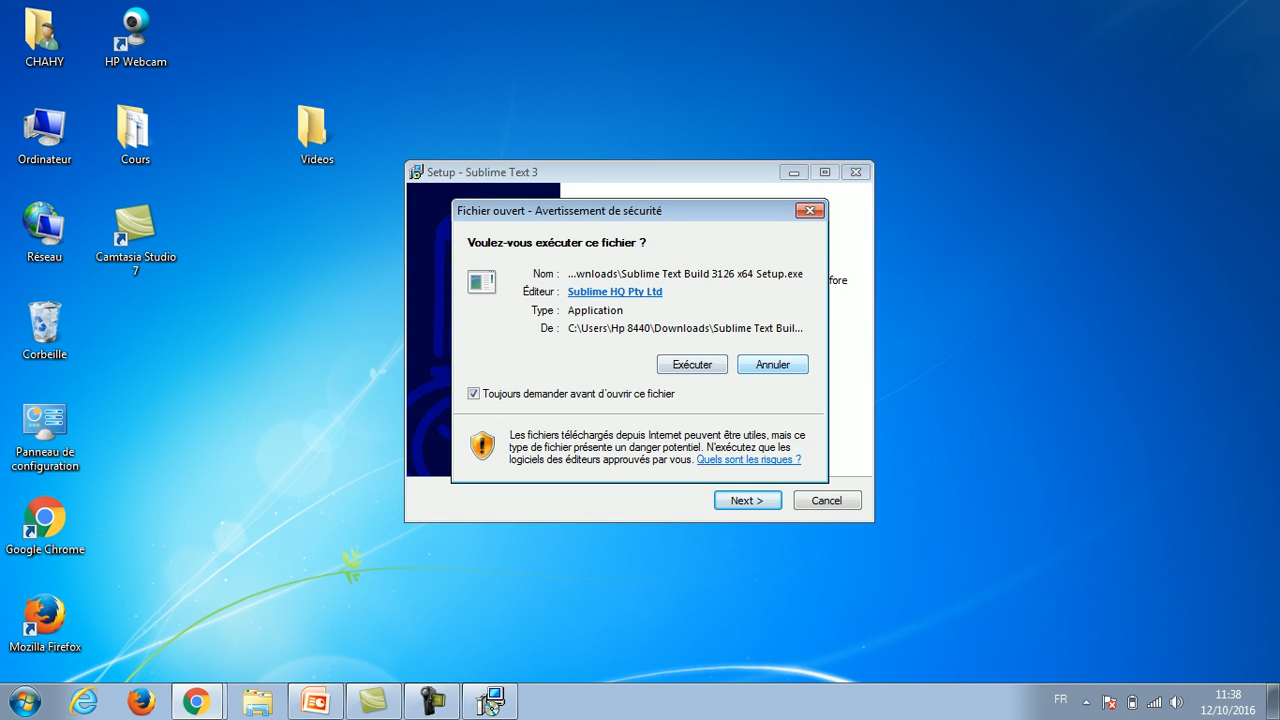 CHAHY
HP Webcam
Ordinateur
Cours
Videos
Réseau
Camtasia Studio
7
Corbeille
Panneau de
configuration
Google Chrome
Mozilla Firefox
Setup - Sublime Text 3
Fichier ouvert - Avertissement de sécurité
Voulez-vous exécuter ce fichier ?
Nom : ...wnloads\Sublime Text Build 3126 x64 Setup.exe
fore
Éditeur : Sublime HQ Pty Ltd
Type : Application
De : C:\Users\Hp 8440\Downloads\Sublime Text Buil...
Exécuter Annuler
Toujours demander avant d'ouvrir ce fichier
Les fichiers téléchargés depuis Internet peuvent être utiles, mais ce
type de fichier présente un danger potentiel. N'exécutez que les
logiciels des éditeurs approuvés par vous. Quels sont les risques ?
Next > Cancel
FR
11:38
12/10/2016